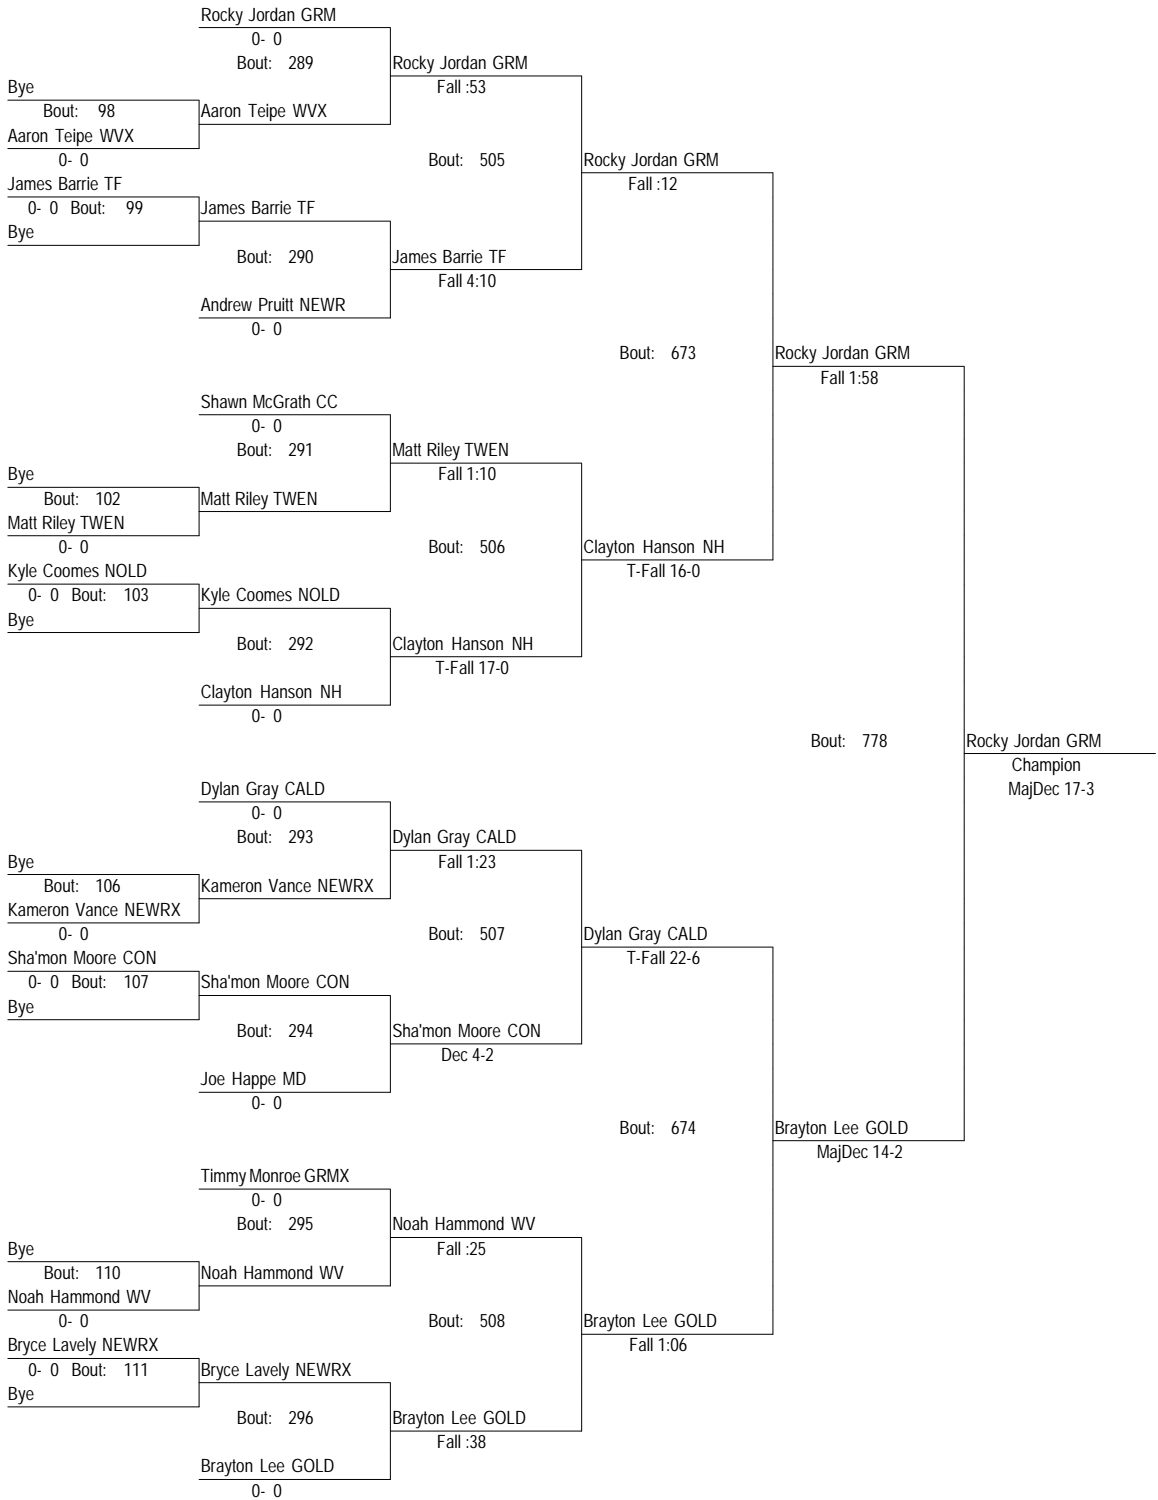 Rocky Jordan GRM
0- 0
Bout: 289
Rocky Jordan GRM
Fall :53
Bye
Bout: 98
Aaron Teipe WVX
Aaron Teipe WVX
0- 0
Bout: 505
Rocky Jordan GRM
Fall :12
James Barrie TF
0- 0 Bout: 99
James Barrie TF
Bye
Bout: 290
James Barrie TF
Fall 4:10
Andrew Pruitt NEWR
0- 0
Bout: 673
Rocky Jordan GRM
Fall 1:58
Shawn McGrath CC
0- 0
Bout: 291
Matt Riley TWEN
Fall 1:10
Bye
Bout: 102
Matt Riley TWEN
Matt Riley TWEN
0- 0
Bout: 506
Clayton Hanson NH
T-Fall 16-0
Kyle Coomes NOLD
0- 0 Bout: 103
Kyle Coomes NOLD
Bye
Bout: 292
Clayton Hanson NH
T-Fall 17-0
Clayton Hanson NH
0- 0
Bout: 778
Rocky Jordan GRM
Champion
MajDec 17-3
Dylan Gray CALD
0- 0
Bout: 293
Dylan Gray CALD
Fall 1:23
Bye
Bout: 106
Kameron Vance NEWRX
Kameron Vance NEWRX
0- 0
Bout: 507
Dylan Gray CALD
T-Fall 22-6
Sha'mon Moore CON
0- 0 Bout: 107
Sha'mon Moore CON
Bye
Bout: 294
Sha'mon Moore CON
Dec 4-2
Joe Happe MD
0- 0
Bout: 674
Brayton Lee GOLD
MajDec 14-2
Timmy Monroe GRMX
0- 0
Bout: 295
Noah Hammond WV
Fall :25
Bye
Bout: 110
Noah Hammond WV
Noah Hammond WV
0- 0
Bout: 508
Brayton Lee GOLD
Fall 1:06
Bryce Lavely NEWRX
0- 0 Bout: 111
Bryce Lavely NEWRX
Bye
Bout: 296
Brayton Lee GOLD
Fall :38
Brayton Lee GOLD
0- 0